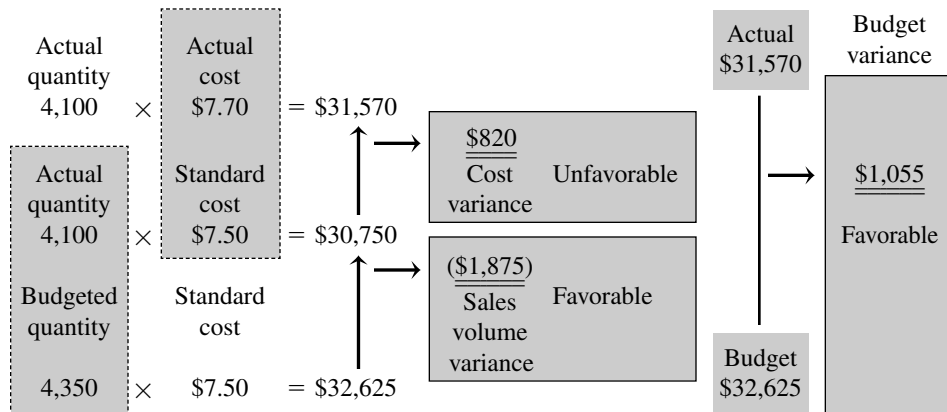 Actual
quantity
4,100
×
Actual
cost
$7.70
= $31,570
Actual
quantity
4,100
×
Standard
cost
$7.50
= $30,750
Budgeted
quantity
4,350
×
Standard
cost
$7.50
= $32,625
$820
Cost
variance
Unfavorable
($1,875)
Sales
volume
variance
Favorable
Actual
$31,570
Budget
$32,625
Budget
variance
$1,055
Favorable